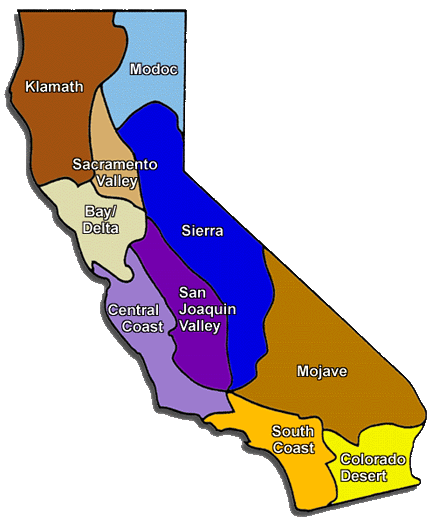 Modoc
Klamath
Sacramento
Valley
Bay/
Delta
Sierra
San
Joaquin
Valley
Central
Coast
Mojave
South
Coast
Colorado
Desert